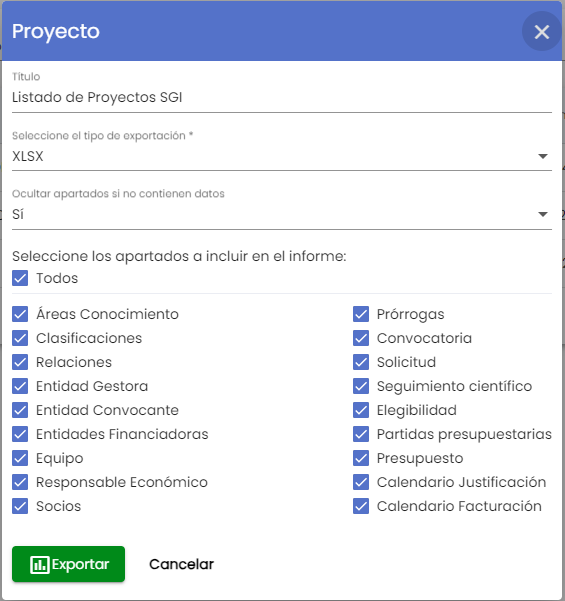 Proyecto
Título
Listado de Proyectos SGI
Seleccione el tipo de exportación *
XLSX
Ocultar apartados si no contienen datos
Sí
Seleccione los apartados a incluir en el informe:
Todos
Áreas Conocimiento
Clasificaciones
Relaciones
Entidad Gestora
Entidad Convocante
Entidades Financiadoras
Equipo
Responsable Económico
Socios
Prórrogas
Convocatoria
Solicitud
Seguimiento científico
Elegibilidad
Partidas presupuestarias
Presupuesto
Calendario Justificación
Calendario Facturación
Exportar
Cancelar